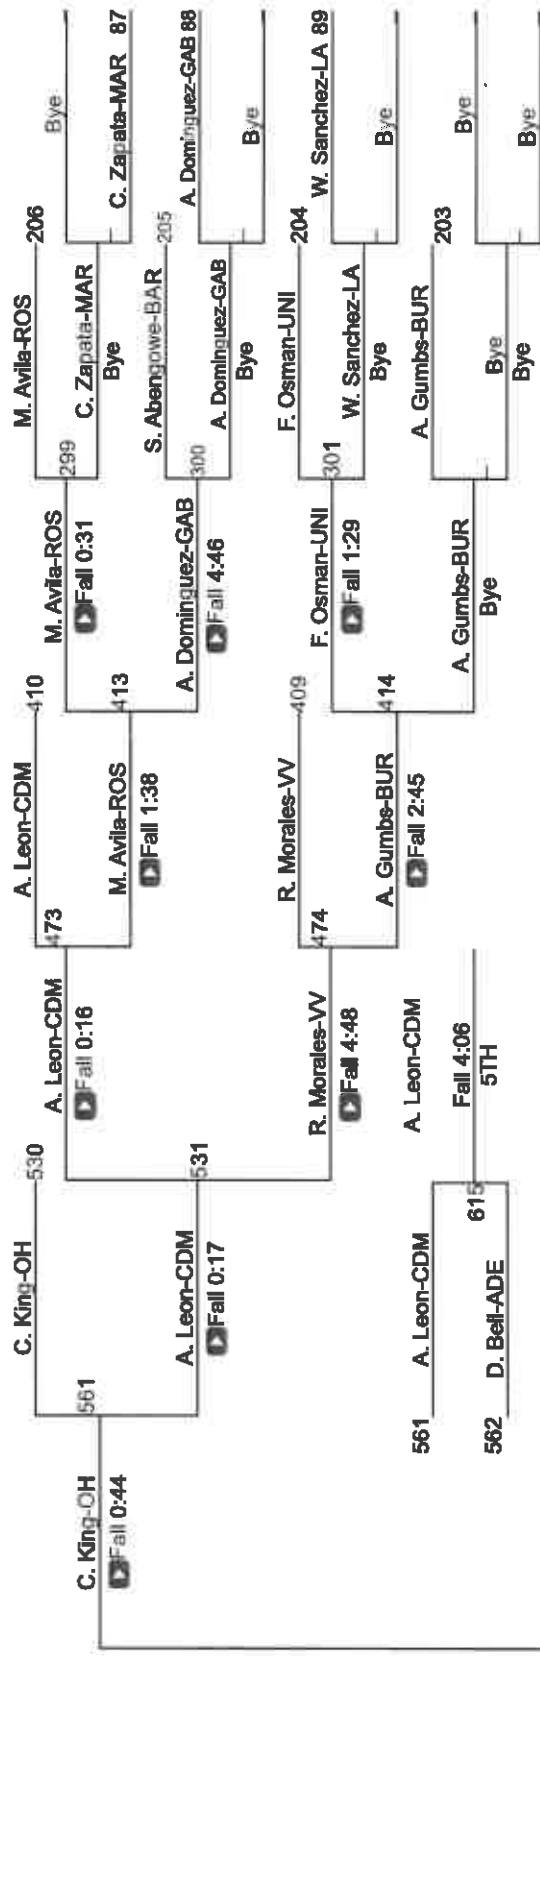 C. King-OH
Fall 0:44
C. King-OH
530
561
A. Leon-CDM
Fall 0:17
531
561 A. Leon-CDM
562 D. Bell-ADE
615
A. Leon-CDM
Fall 4:06
5TH
A. Leon-CDM
Fall 0:16
473
R. Morales-VV
Fall 4:48
474
A. Leon-CDM
410
M. Avila-ROS
Fall 1:38
413
R. Morales-VV
409
A. Gumbs-BUR
Fall 2:45
414
M. Avila-ROS
Fall 0:31
299
A. Dominguez-GAB
Fall 4:46
300
F. Osman-UNI
Fall 1:29
301
A. Gumbs-BUR
Bye
M. Avila-ROS
206
C. Zapata-MAR
Bye
S. Abengowe-BAR
205
A. Dominguez-GAB
Bye
F. Osman-UNI
204
W. Sanchez-LA
Bye
A. Gumbs-BUR
203
Bye
Bye
Bye
C. Zapata-MAR 87
A. Dominguez-GAB 88
Bye
W. Sanchez-LA 89
Bye
Bye
Bye